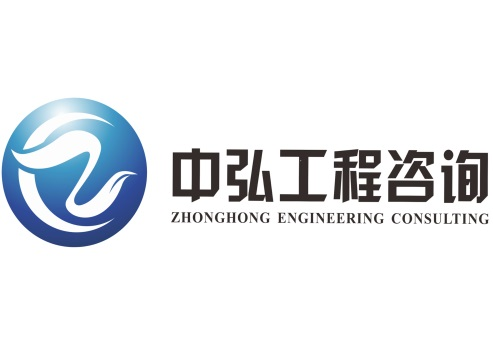 中弘工程咨询
ZHONGHONG ENGINEERING CONSULTING